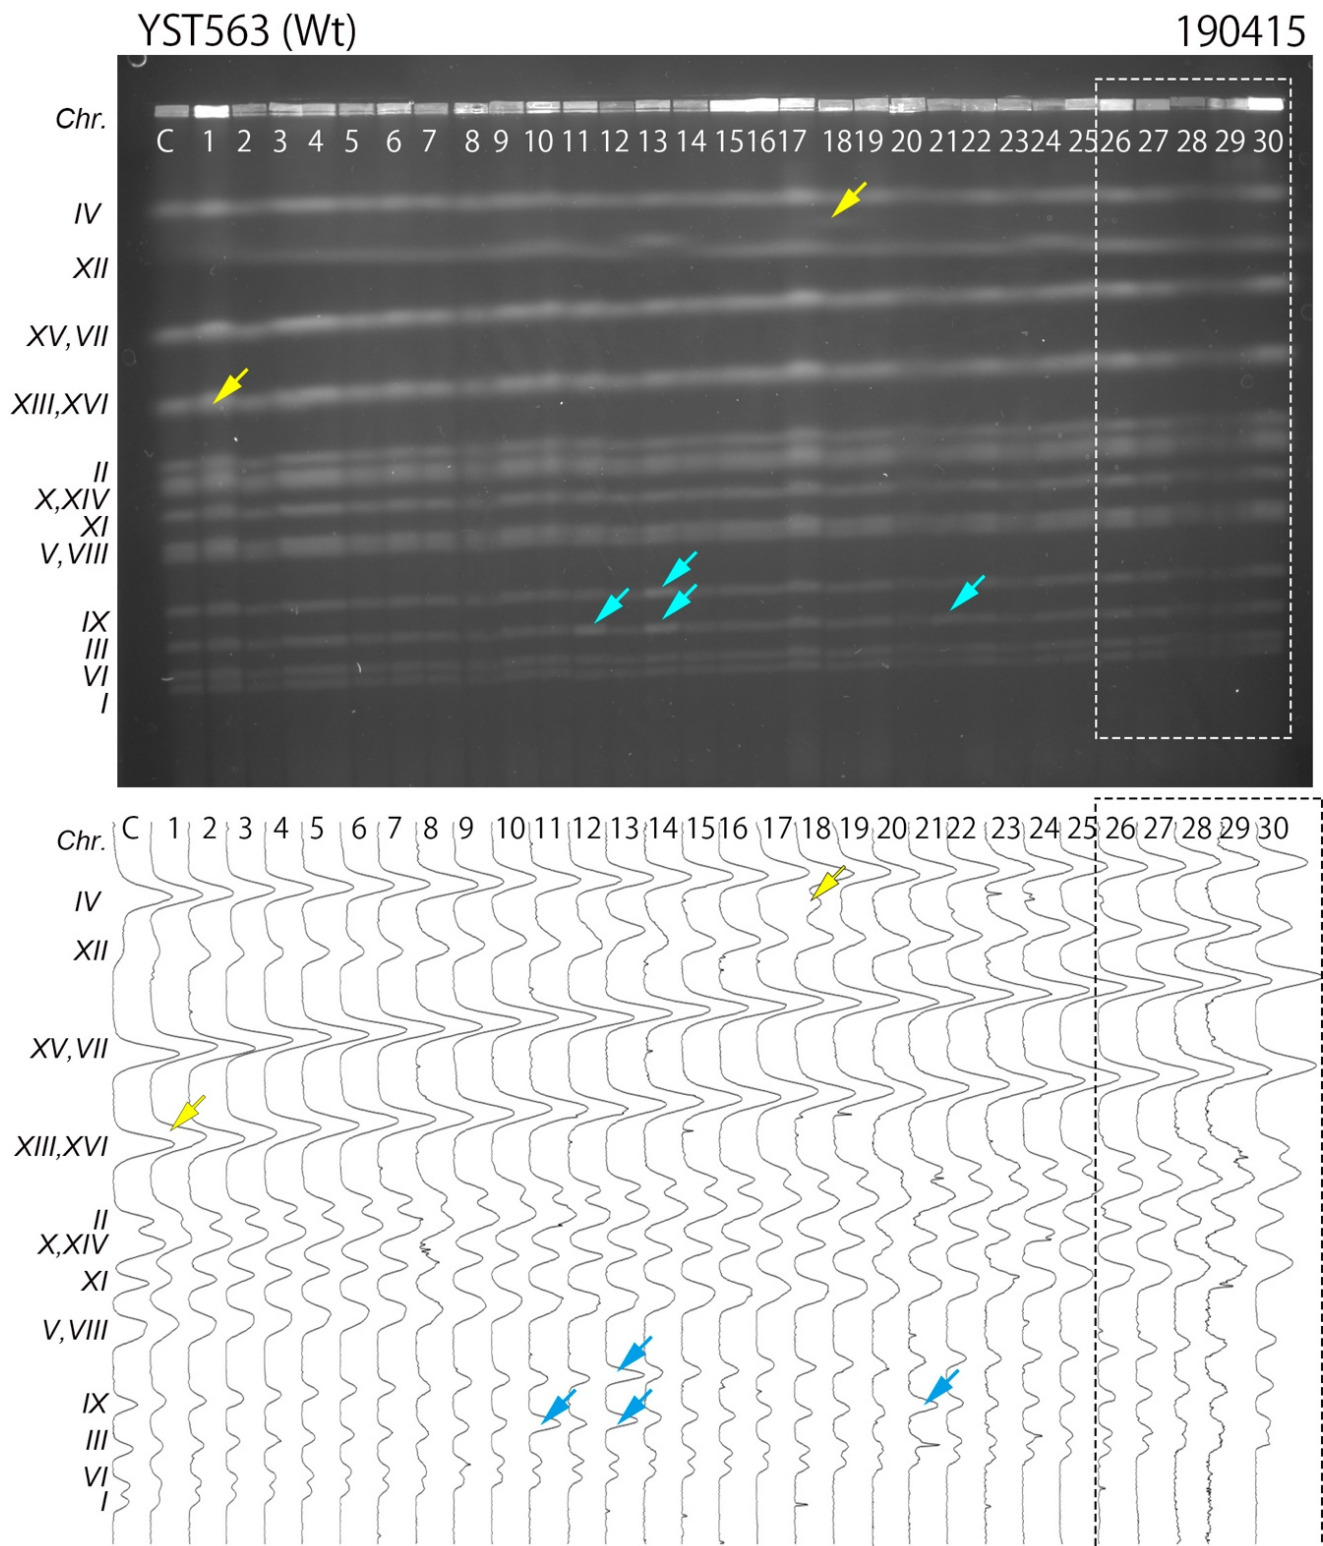 YST563 (Wt) 190415
Chr.
C 1 2 3 4 5 6 7 8 9 10 11 12 13 14 15 16 17 18 19 20 21 22 23 24 25 26 27 28 29 30
IV
XII
XV,VII
XIII,XVI
II
X,XIV
XI
V,VIII
IX
III
VI
I
C 1 2 3 4 5 6 7 8 9 10 11 12 13 14 15 16 17 18 19 20 21 22 23 24 25 26 27 28 29 30
Chr.
IV
XII
XV,VII
XIII,XVI
II
X,XIV
XI
V,VIII
IX
III
VI
I